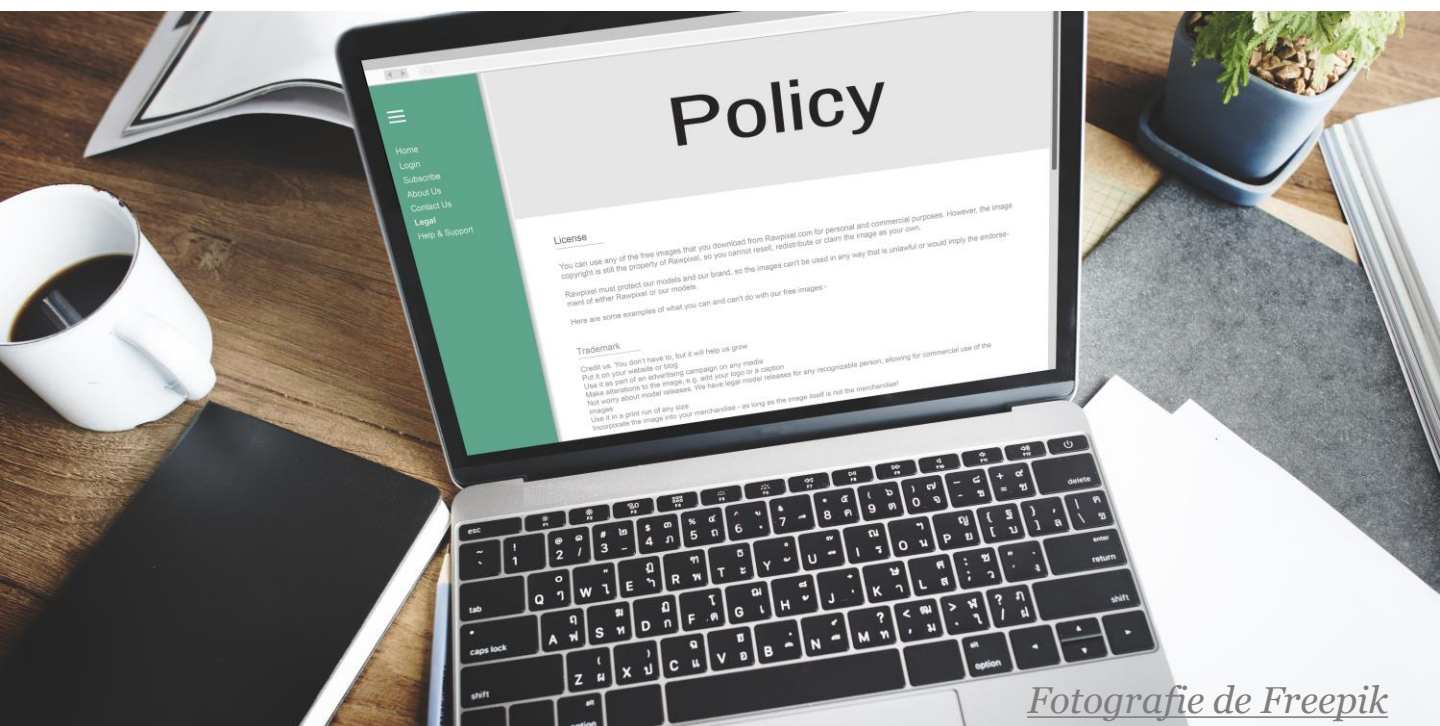 Policy
Home
Login
Subscribe
About Us
Contact Us
Legal
Help & Support
License
You can use any of the free images that you download from Rawpixel.com for personal and commercial purposes. However, the image
copyright is still the property of Rawpixel, so you cannot resell, redistribute or claim the image as your own.
Rawpixel must protect our models and our brand, so the images can't be used in any way that is unlawful or would imply the endorse-
ment of either Rawpixel or our models.
Here are some examples of what you can and can't do with our free images:-
Trademark
Credit us. You don't have to, but it will help us grow
Put it on your website or blog
Use it as part of an advertising campaign on any media
Make alterations to the image, e.g. add your logo or a caption
Not worry about model releases. We have legal model releases for any recognizable person, allowing for commercial use of the
images
Use it in a print run of any size
Incorporate the image into your merchandise - as long as the image itself is not the merchandise!
esc
delete
tab
Q W E R T Y U I O P
enter
return
caps lock
A S D F G H J K L
shift
Z X C V B N M
shift
alt
option
alt
option
Fotografie de Freepik